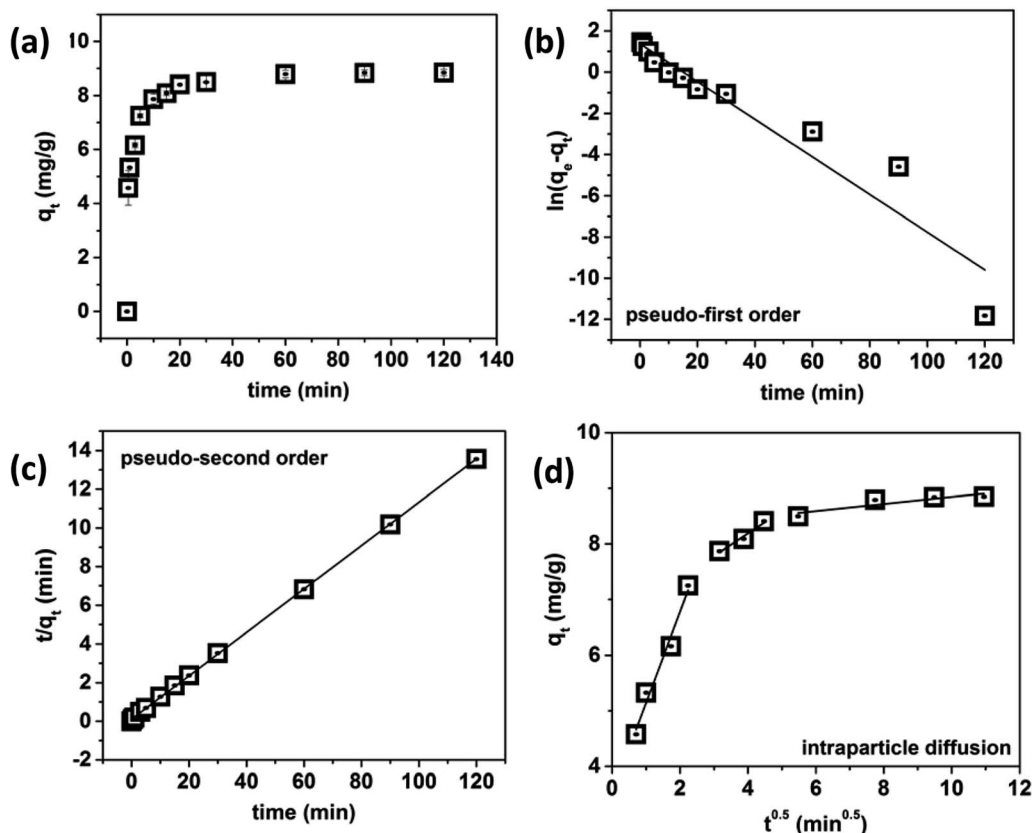 (a)
q_t (mg/g)
10
8
6
4
2
0
0 20 40 60 80 100 120 140
time (min)
(b)
ln(q_e-q_t)
2
0
-2
-4
-6
-8
-10
-12
pseudo-first order
0 20 40 60 80 100 120
time (min)
(c)
t/q_t (min)
14
12
10
8
6
4
2
0
-2
pseudo-second order
0 20 40 60 80 100 120
time (min)
(d)
q_t (mg/g)
10
8
6
4
intraparticle diffusion
0 2 4 6 8 10 12
t^0.5 (min^0.5)